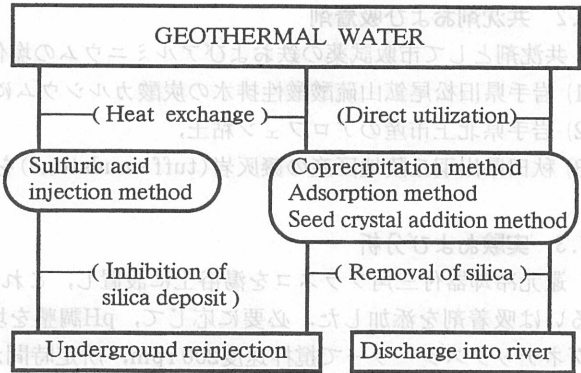 GEOTHERMAL WATER
( Heat exchange )
(Direct utilization)
Sulfuric acid
injection method
Coprecipitation method
Adsorption method
Seed crystal addition method
( Inhibition of
silica deposit )
( Removal of silica )
Underground reinjection
Discharge into river